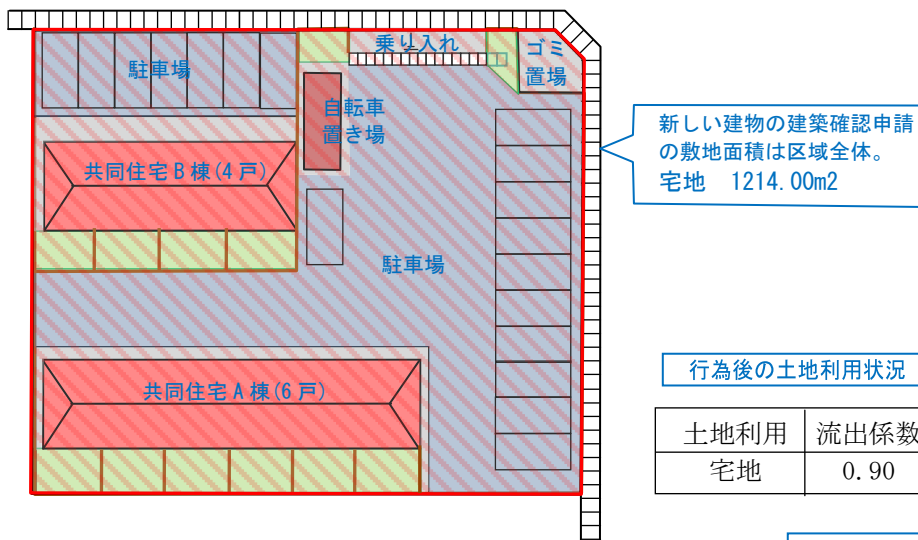 乗り入れ
ゴミ
置場
駐車場
自転車
置き場
新しい建物の建築確認申請
の敷地面積は区域全体。
宅地 1214.00m2
共同住宅B棟(4戸)
駐車場
行為後の土地利用状況
共同住宅A棟(6戸)
土地利用 流出係数
宅地 0.90